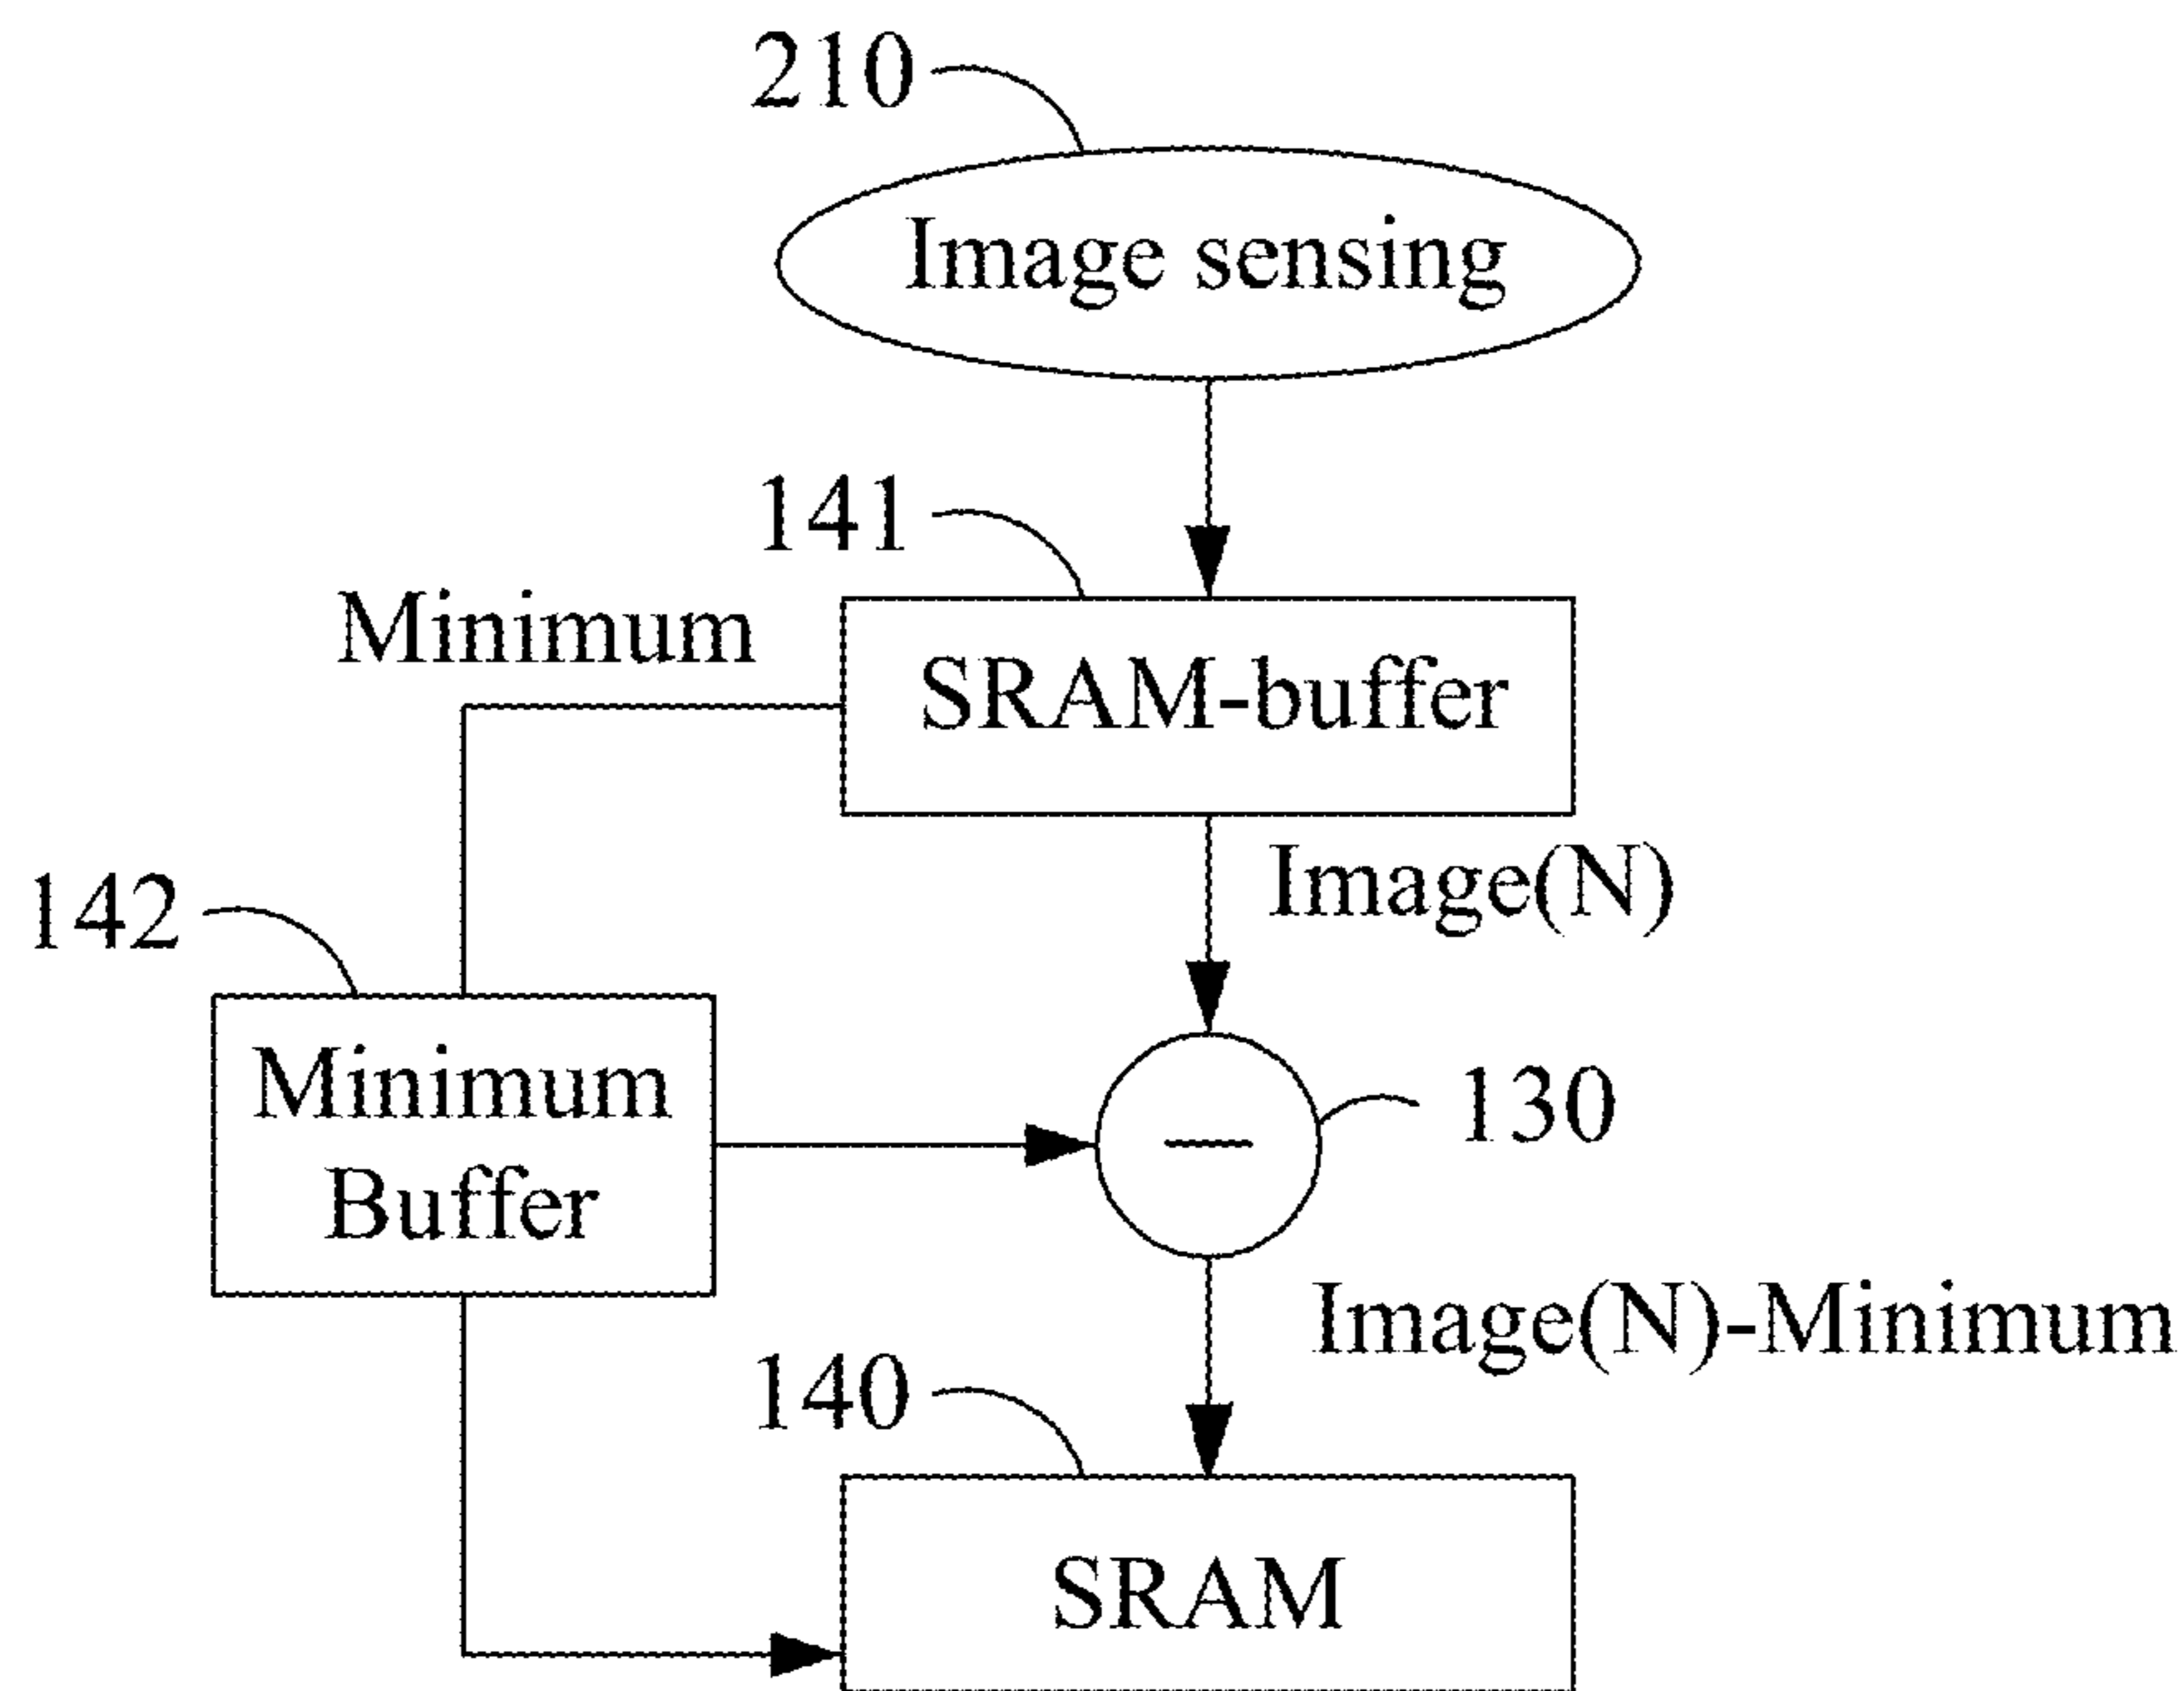 210
Image sensing
141
Minimum
SRAM-buffer
Image(N)
142
Minimum
Buffer
−
130
Image(N)-Minimum
140
SRAM